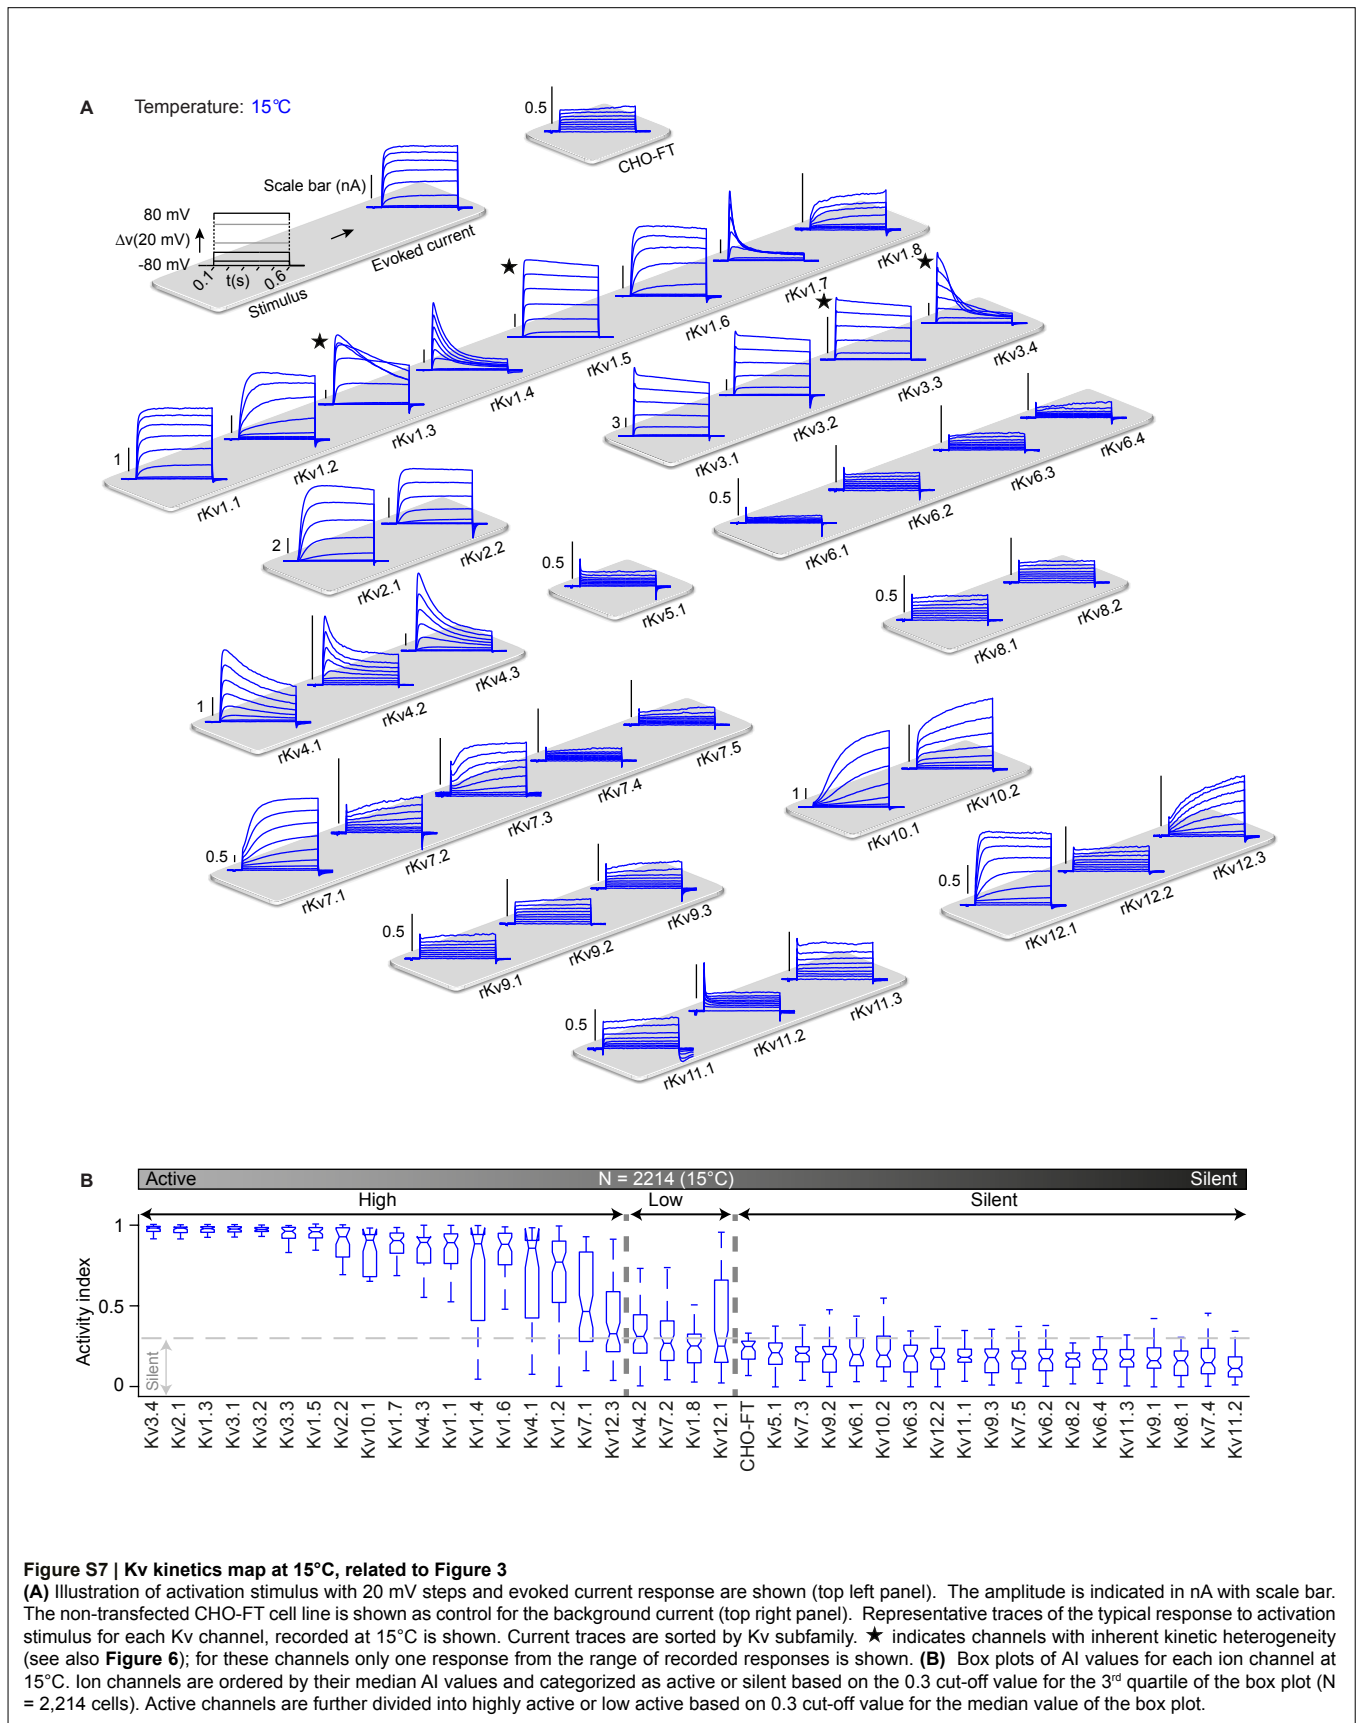 A Temperature: 15°C
0.5
CHO-FT
Scale bar (nA)
80 mV
Δv(20 mV)
-80 mV
0.1 t(s) 0.6
Stimulus
Evoked current
1
rKv1.1
rKv1.2
rKv1.3
rKv1.4
rKv1.5
rKv1.6
rKv1.7
rKv1.8
3
rKv3.1
rKv3.2
rKv3.3
rKv3.4
2
rKv2.1
rKv2.2
0.5
rKv6.1
rKv6.2
rKv6.3
rKv6.4
0.5
rKv5.1
0.5
rKv8.1
rKv8.2
1
rKv4.1
rKv4.2
rKv4.3
0.5
rKv7.1
rKv7.2
rKv7.3
rKv7.4
rKv7.5
1
rKv10.1
rKv10.2
0.5
rKv12.1
rKv12.2
rKv12.3
0.5
rKv9.1
rKv9.2
rKv9.3
0.5
rKv11.1
rKv11.2
rKv11.3
B Active N = 2214 (15°C) Silent
High Low Silent
Activity index
1
0.5
0
Silent
Kv3.4
Kv2.1
Kv1.3
Kv3.1
Kv3.2
Kv3.3
Kv1.5
Kv2.2
Kv10.1
Kv1.7
Kv4.3
Kv1.1
Kv1.4
Kv1.6
Kv4.1
Kv1.2
Kv7.1
Kv12.3
Kv4.2
Kv7.2
Kv1.8
Kv12.1
CHO-FT
Kv5.1
Kv7.3
Kv9.2
Kv6.1
Kv10.2
Kv6.3
Kv12.2
Kv11.1
Kv9.3
Kv7.5
Kv6.2
Kv8.2
Kv6.4
Kv11.3
Kv9.1
Kv8.1
Kv7.4
Kv11.2
Figure S7 | Kv kinetics map at 15°C, related to Figure 3
(A) Illustration of activation stimulus with 20 mV steps and evoked current response are shown (top left panel). The amplitude is indicated in nA with scale bar.
The non-transfected CHO-FT cell line is shown as control for the background current (top right panel). Representative traces of the typical response to activation
stimulus for each Kv channel, recorded at 15°C is shown. Current traces are sorted by Kv subfamily. ★ indicates channels with inherent kinetic heterogeneity
(see also Figure 6); for these channels only one response from the range of recorded responses is shown. (B) Box plots of AI values for each ion channel at
15°C. Ion channels are ordered by their median AI values and categorized as active or silent based on the 0.3 cut-off value for the 3rd quartile of the box plot (N
= 2,214 cells). Active channels are further divided into highly active or low active based on 0.3 cut-off value for the median value of the box plot.